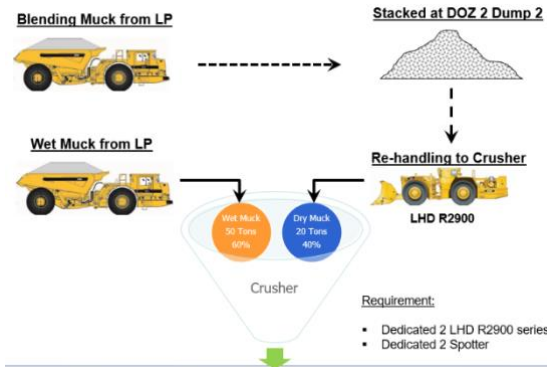 Blending Muck from LP
Stacked at DOZ 2 Dump 2
Wet Muck from LP
Re-handling to Crusher
LHD R2900
Wet Muck
50 Tons
60%
Dry Muck
20 Tons
40%
Crusher
Requirement:
▪ Dedicated 2 LHD R2900 series
▪ Dedicated 2 Spotter